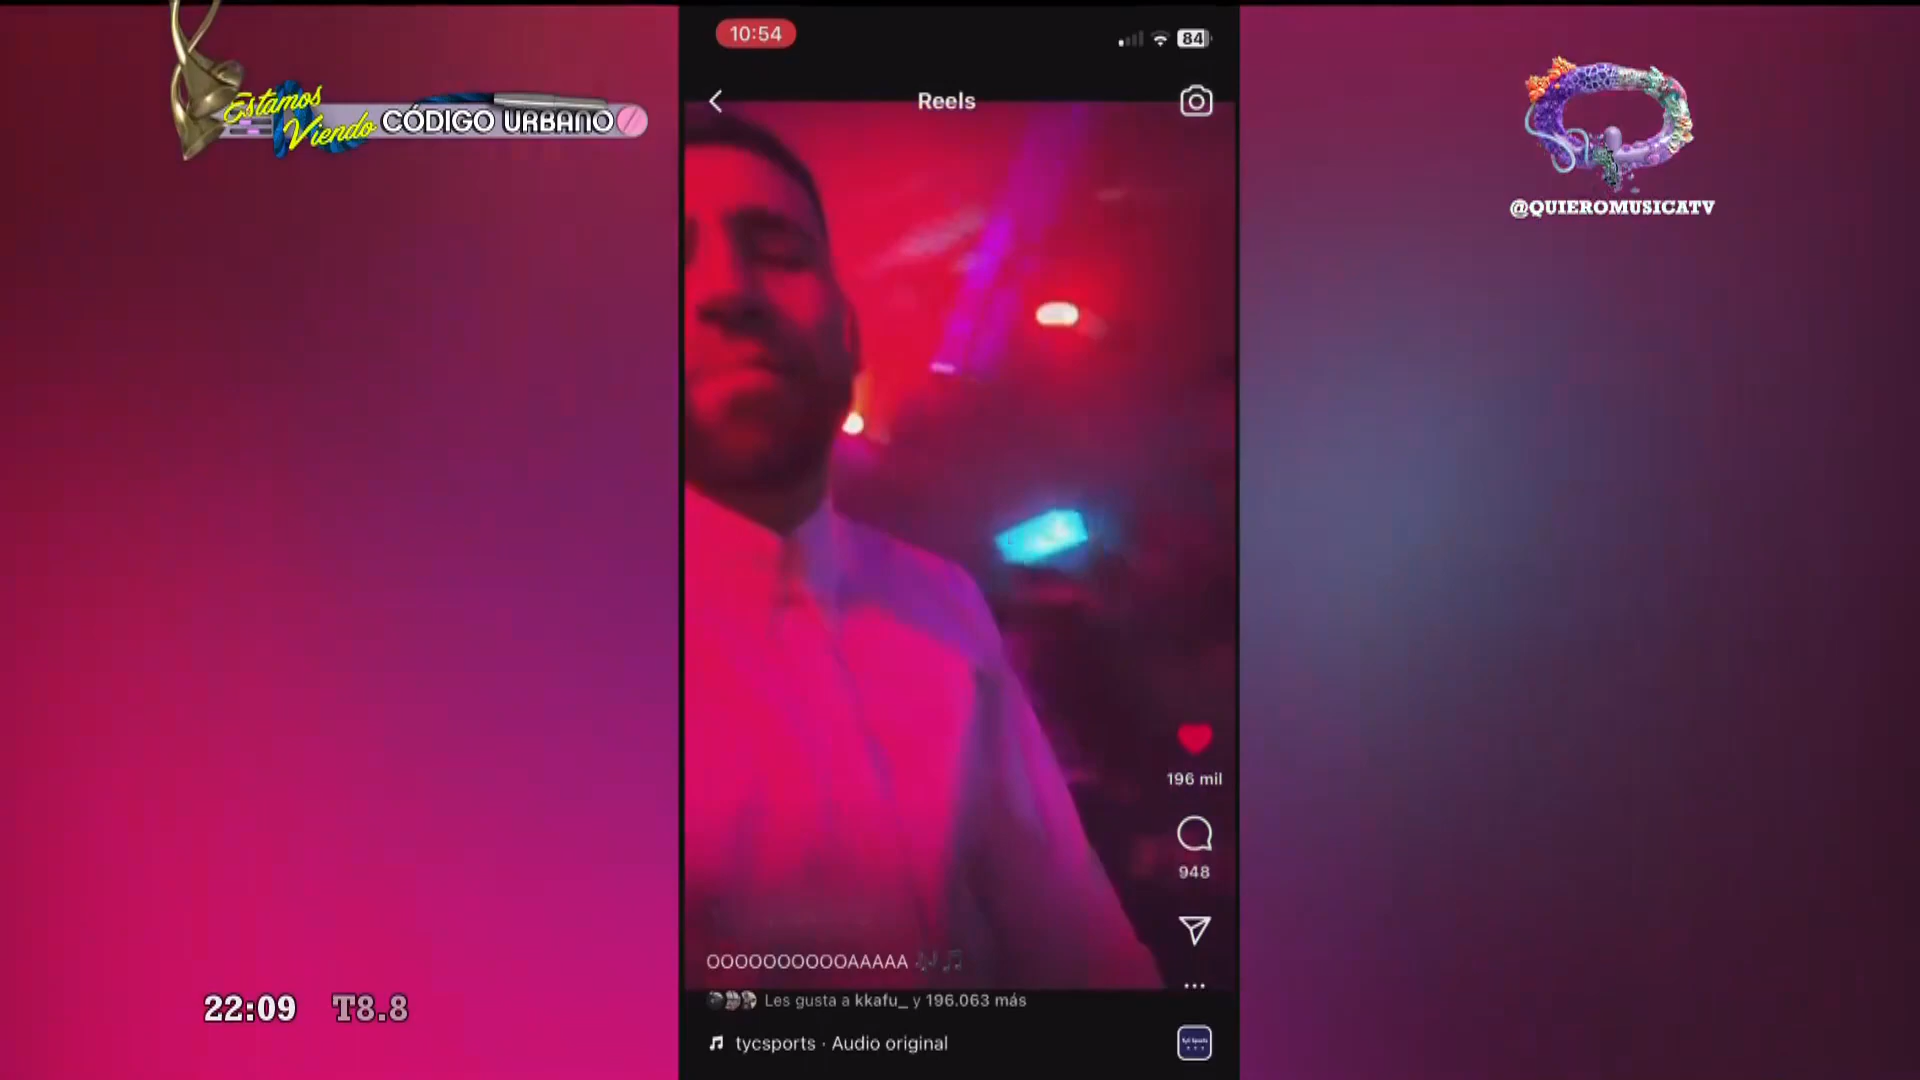 Estamos
Viendo
CÓDIGO URBANO
10:54
84
Reels
@QUIEROMUSICATV
196 mil
948
OOOOOOOOOOAAAAA
Les gusta a kkafu_ y 196.063 más
tycsports · Audio original
22:09 T8.8